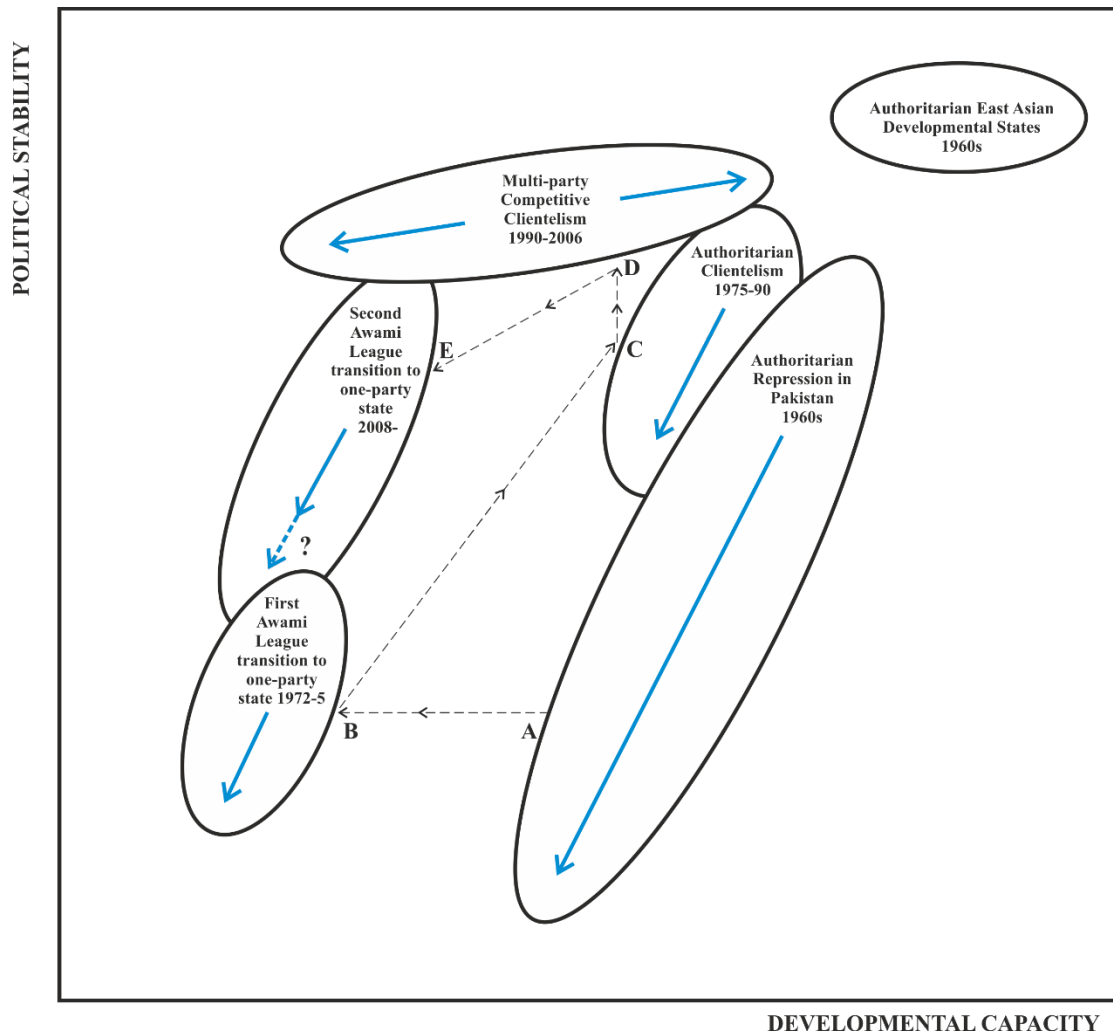 POLITICAL STABILITY
Authoritarian East Asian
Developmental States
1960s
Multi-party
Competitive
Clientelism
1990-2006
Authoritarian
Clientelism
1975-90
D
Second
Awami
League
transition to
one-party
state
2008-
E
C
Authoritarian
Repression in
Pakistan
1960s
?
First
Awami
League
transition to
one-party
state 1972-5
B
A
DEVELOPMENTAL CAPACITY